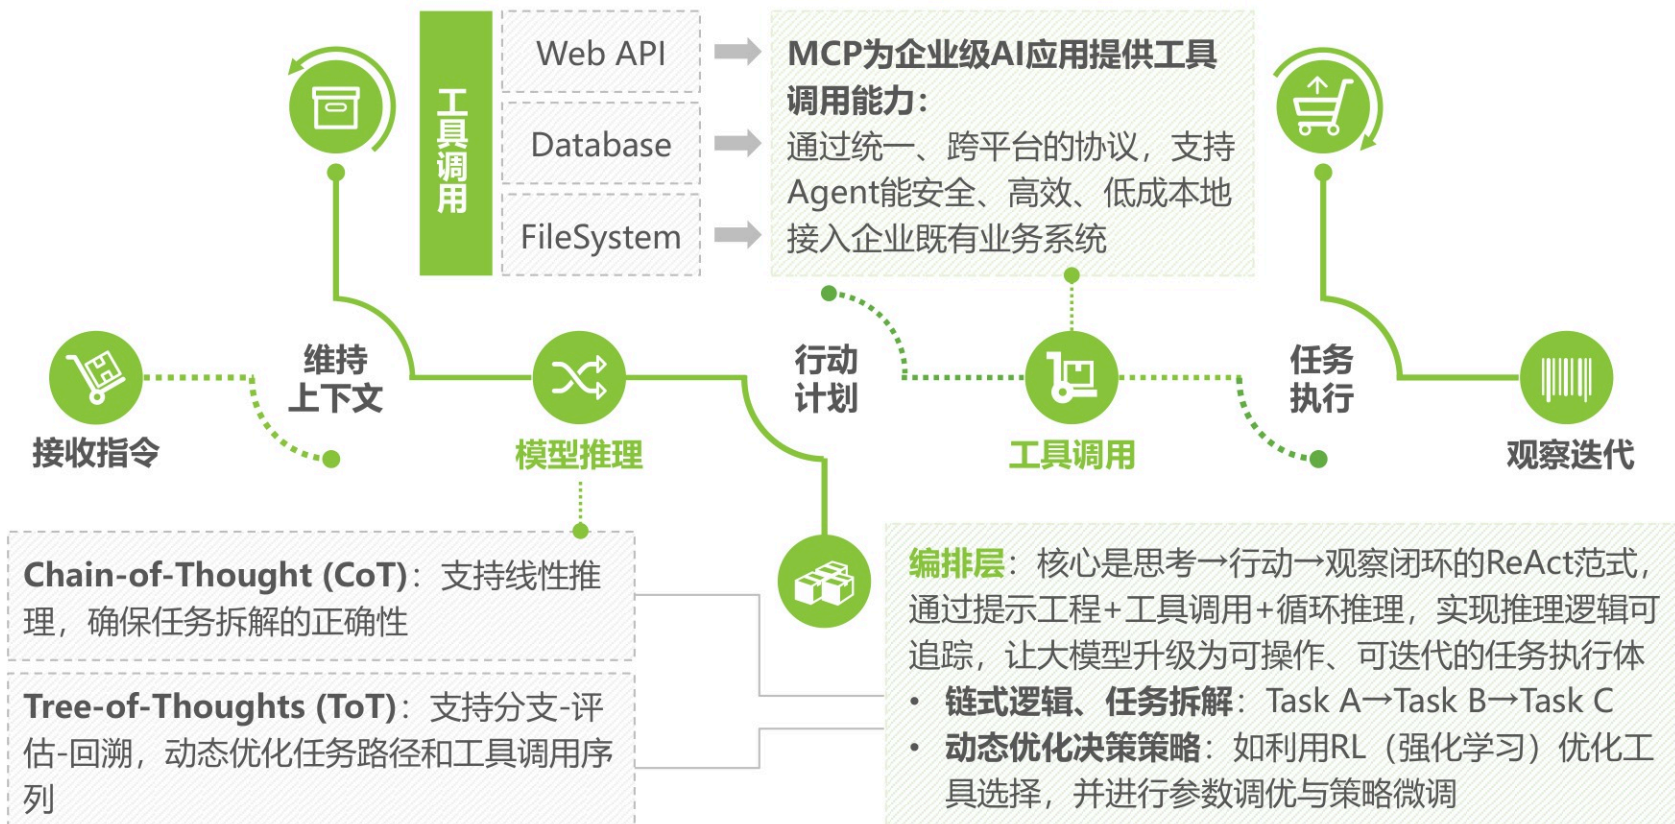 工具调用
Web API
Database
FileSystem
MCP为企业级AI应用提供工具
调用能力：
通过统一、跨平台的协议，支持
Agent能安全、高效、低成本地
接入企业既有业务系统
接收指令
维持
上下文
模型推理
行动
计划
工具调用
任务
执行
观察迭代
Chain-of-Thought (CoT)：支持线性推
理，确保任务拆解的正确性
Tree-of-Thoughts (ToT)：支持分支-评
估-回溯，动态优化任务路径和工具调用序
列
编排层：核心是思考→行动→观察闭环的ReAct范式，
通过提示工程+工具调用+循环推理，实现推理逻辑可
追踪，让大模型升级为可操作、可迭代的任务执行体
• 链式逻辑、任务拆解：Task A→Task B→Task C
• 动态优化决策策略：如利用RL（强化学习）优化工
具选择，并进行参数调优与策略微调